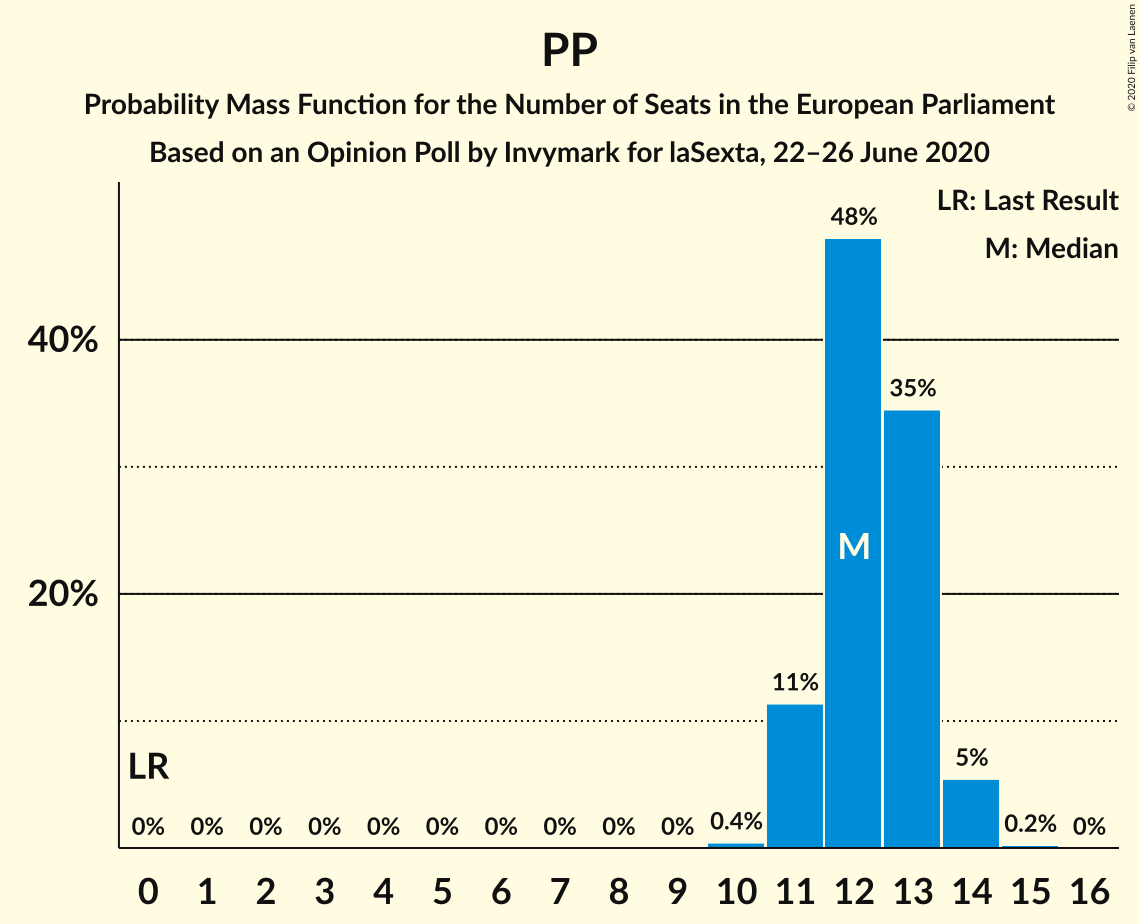 PP
Probability Mass Function for the Number of Seats in the European Parliament
Based on an Opinion Poll by Invymark for laSexta, 22–26 June 2020
© 2020 Filip van Laenen
LR: Last Result
M: Median
48%
40%
35%
M
20%
11%
LR
5%
0% 0% 0% 0% 0% 0% 0% 0% 0% 0% 0.4% 0.2% 0%
0 1 2 3 4 5 6 7 8 9 10 11 12 13 14 15 16